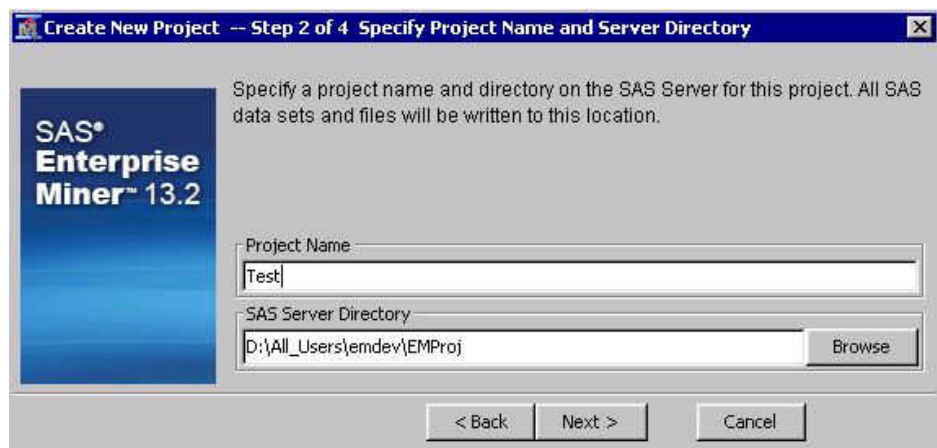 Create New Project -- Step 2 of 4 Specify Project Name and Server Directory
Specify a project name and directory on the SAS Server for this project. All SAS
data sets and files will be written to this location.
SAS®
Enterprise
Miner™ 13.2
Project Name
Test
SAS Server Directory
D:\All_Users\emdev\EMProj
Browse
< Back
Next >
Cancel